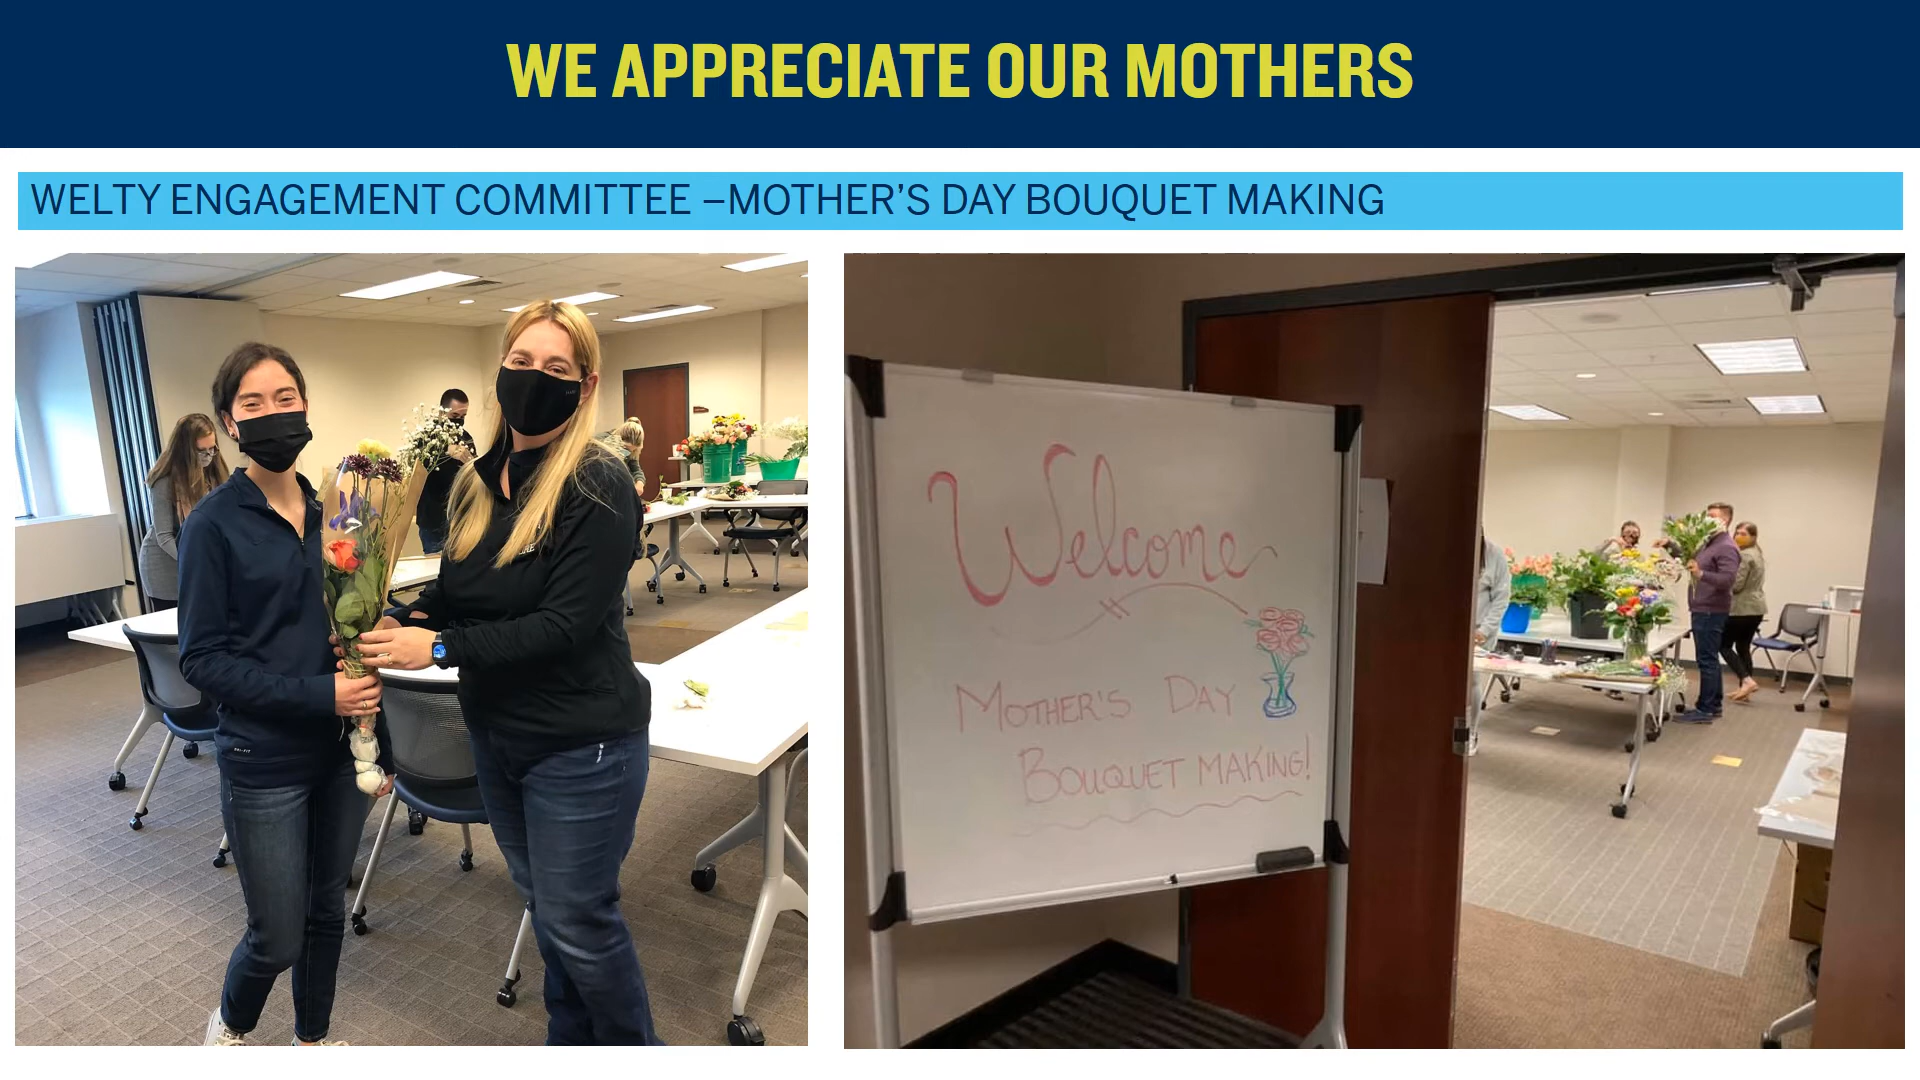 WE APPRECIATE OUR MOTHERS
WELTY ENGAGEMENT COMMITTEE –MOTHER’S DAY BOUQUET MAKING
Welcome
MOTHER'S DAY
BOUQUET MAKING!